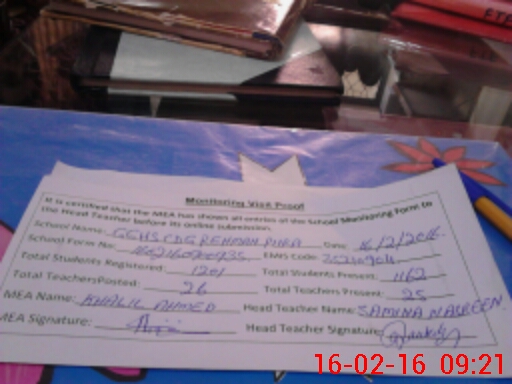 Monitoring Visit Proof
It is certified that the MEA has shown all entries of the School Monitoring Form to
the Head Teacher before its online submission.
School Name: GGHS CDG REHMAN PURA Date: 16/2/2016
School Form No: EMIS Code:
Total Students Registered: 1201 Total Students Present: 1162
Total TeachersPosted: 26 Total Teachers Present: 25
MEA Name: KHALIL AHMED Head Teacher Name: SAMINA NASREEN
MEA Signature: Head Teacher Signature:
16-02-16 09:21